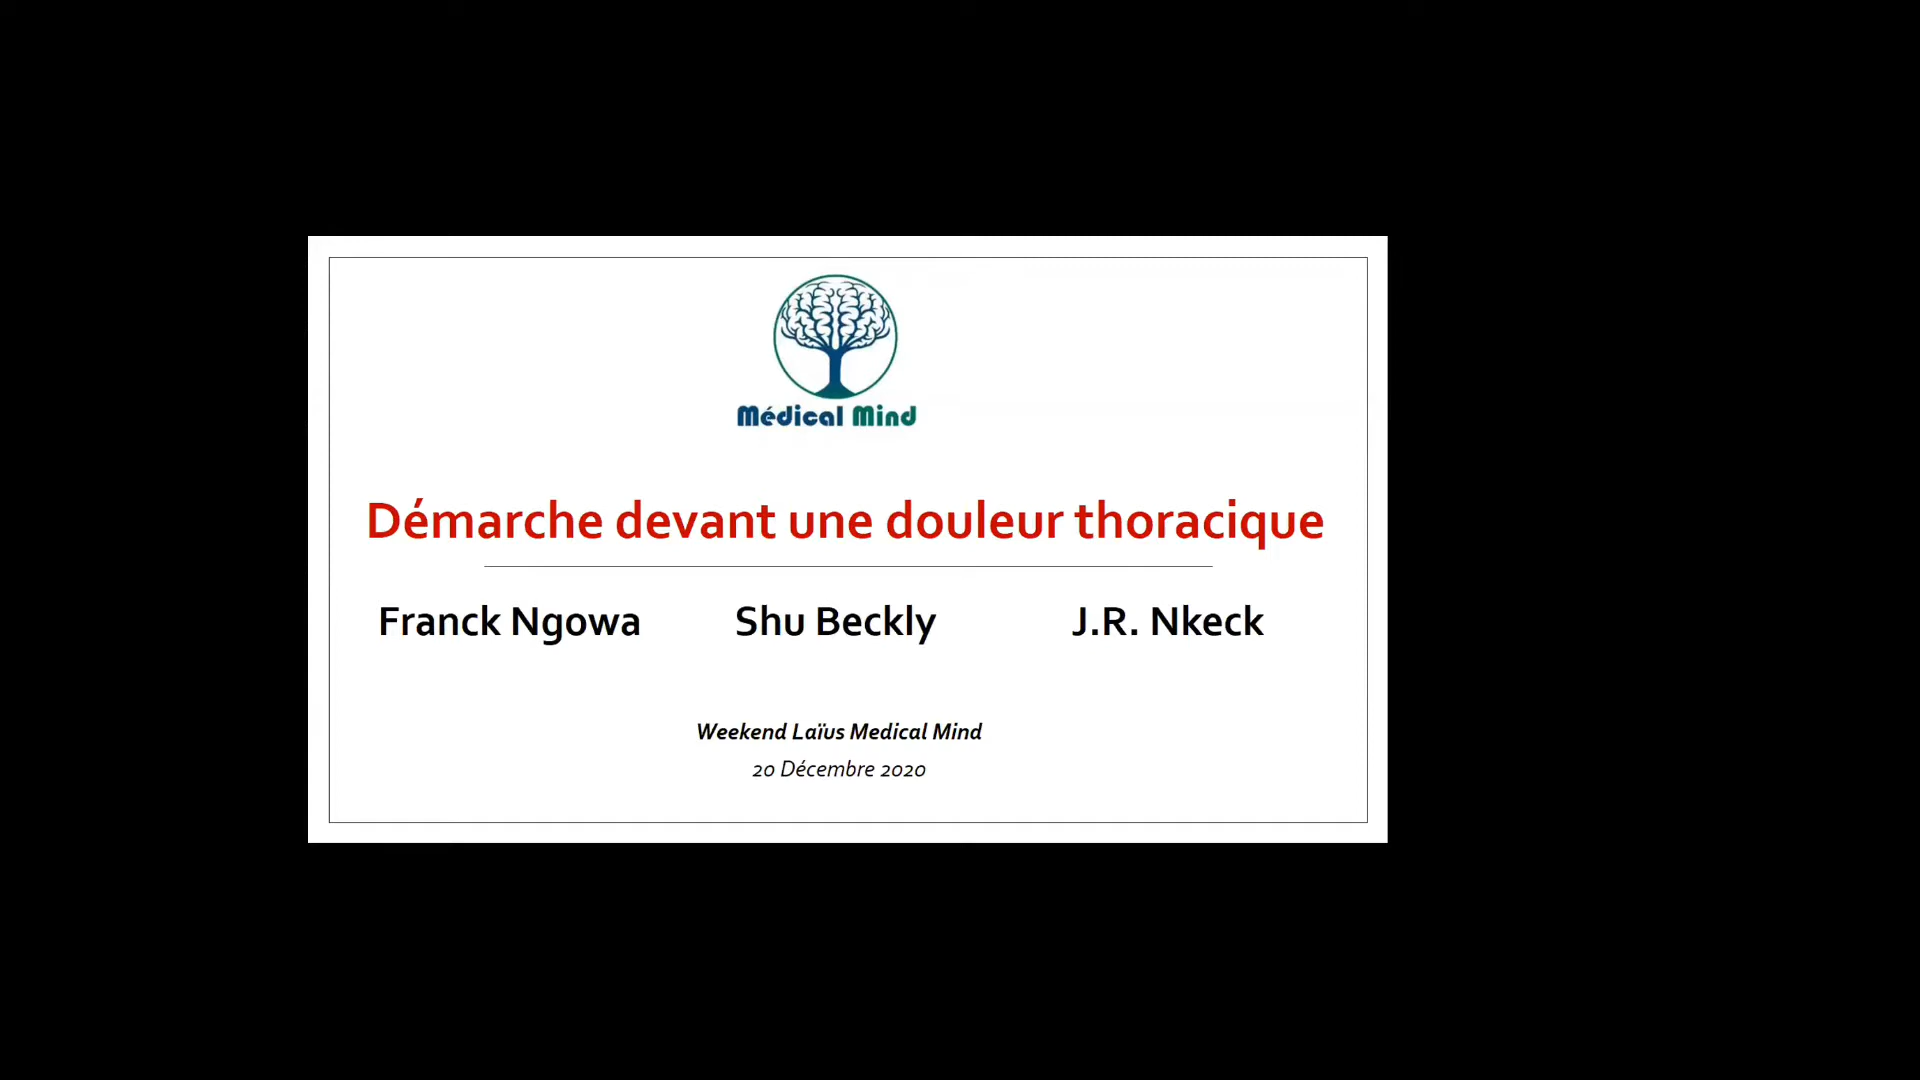 Médical Mind
Démarche devant une douleur thoracique
Franck Ngowa Shu Beckly J.R. Nkeck
Weekend Laïus Medical Mind
20 Décembre 2020